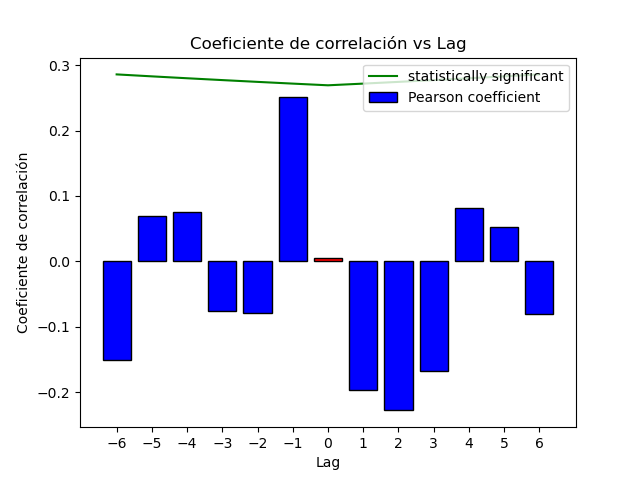 Coeficiente de correlación vs Lag
statistically significant
Pearson coefficient
Coeficiente de correlación
0.3
0.2
0.1
0.0
−0.1
−0.2
−6 −5 −4 −3 −2 −1 0 1 2 3 4 5 6
Lag